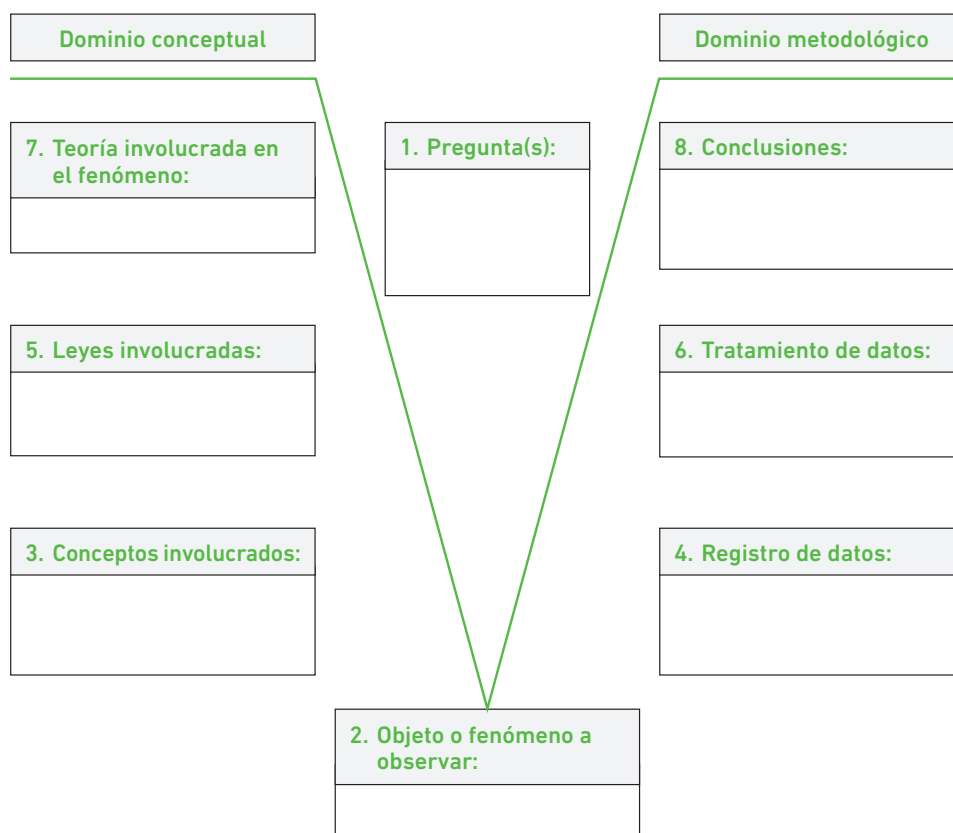 Dominio conceptual
Dominio metodológico
7. Teoría involucrada en
el fenómeno:
1. Pregunta(s):
8. Conclusiones:
5. Leyes involucradas:
6. Tratamiento de datos:
3. Conceptos involucrados:
4. Registro de datos:
2. Objeto o fenómeno a
observar: